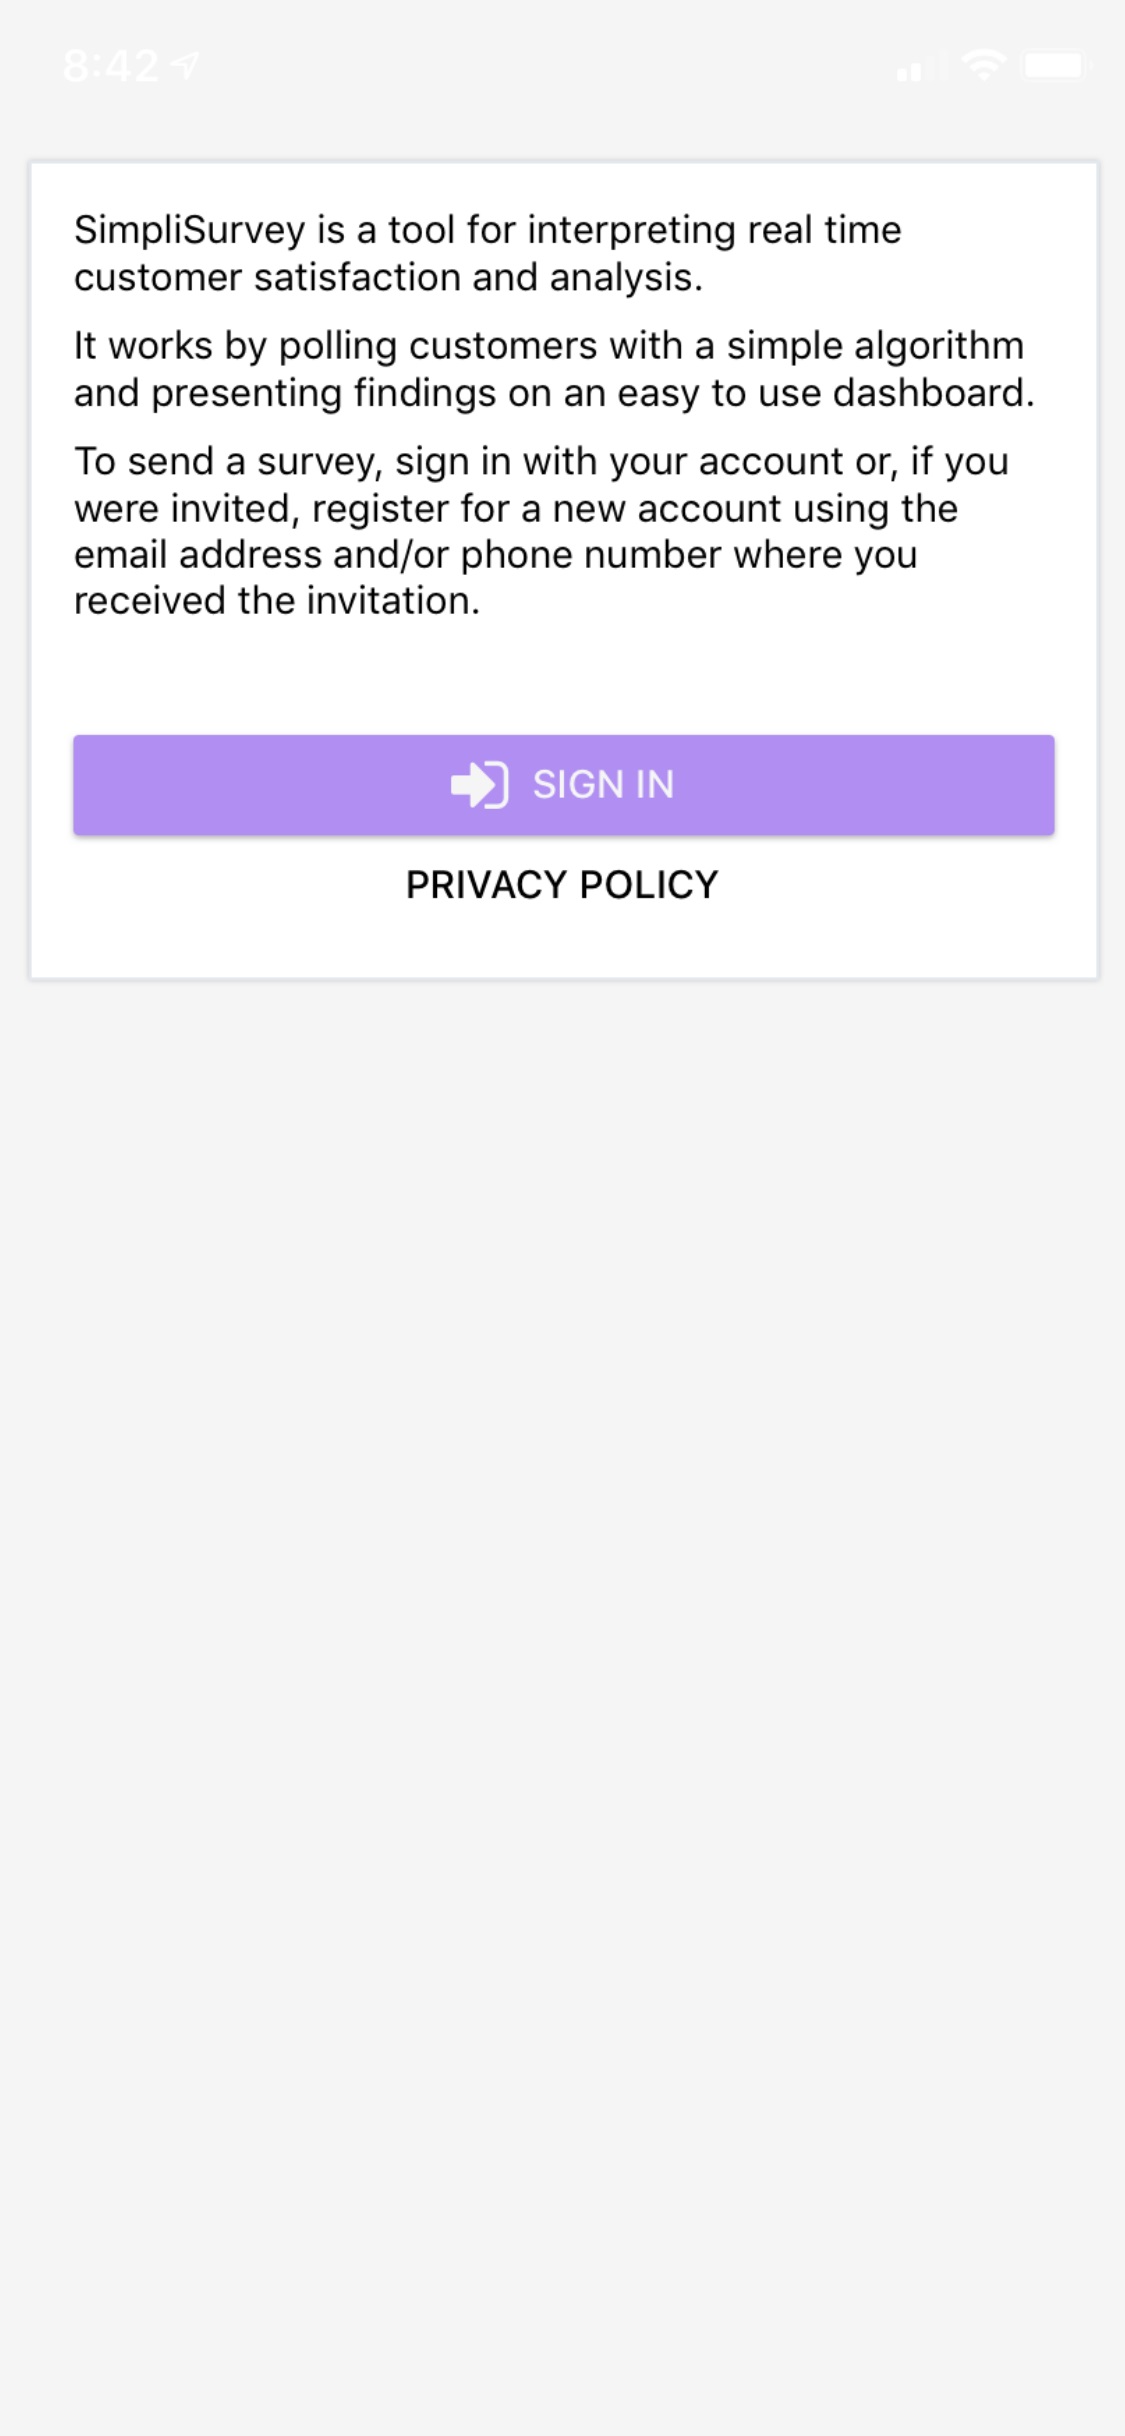 8:42
SimpliSurvey is a tool for interpreting real time
customer satisfaction and analysis.
It works by polling customers with a simple algorithm
and presenting findings on an easy to use dashboard.
To send a survey, sign in with your account or, if you
were invited, register for a new account using the
email address and/or phone number where you
received the invitation.
SIGN IN
PRIVACY POLICY